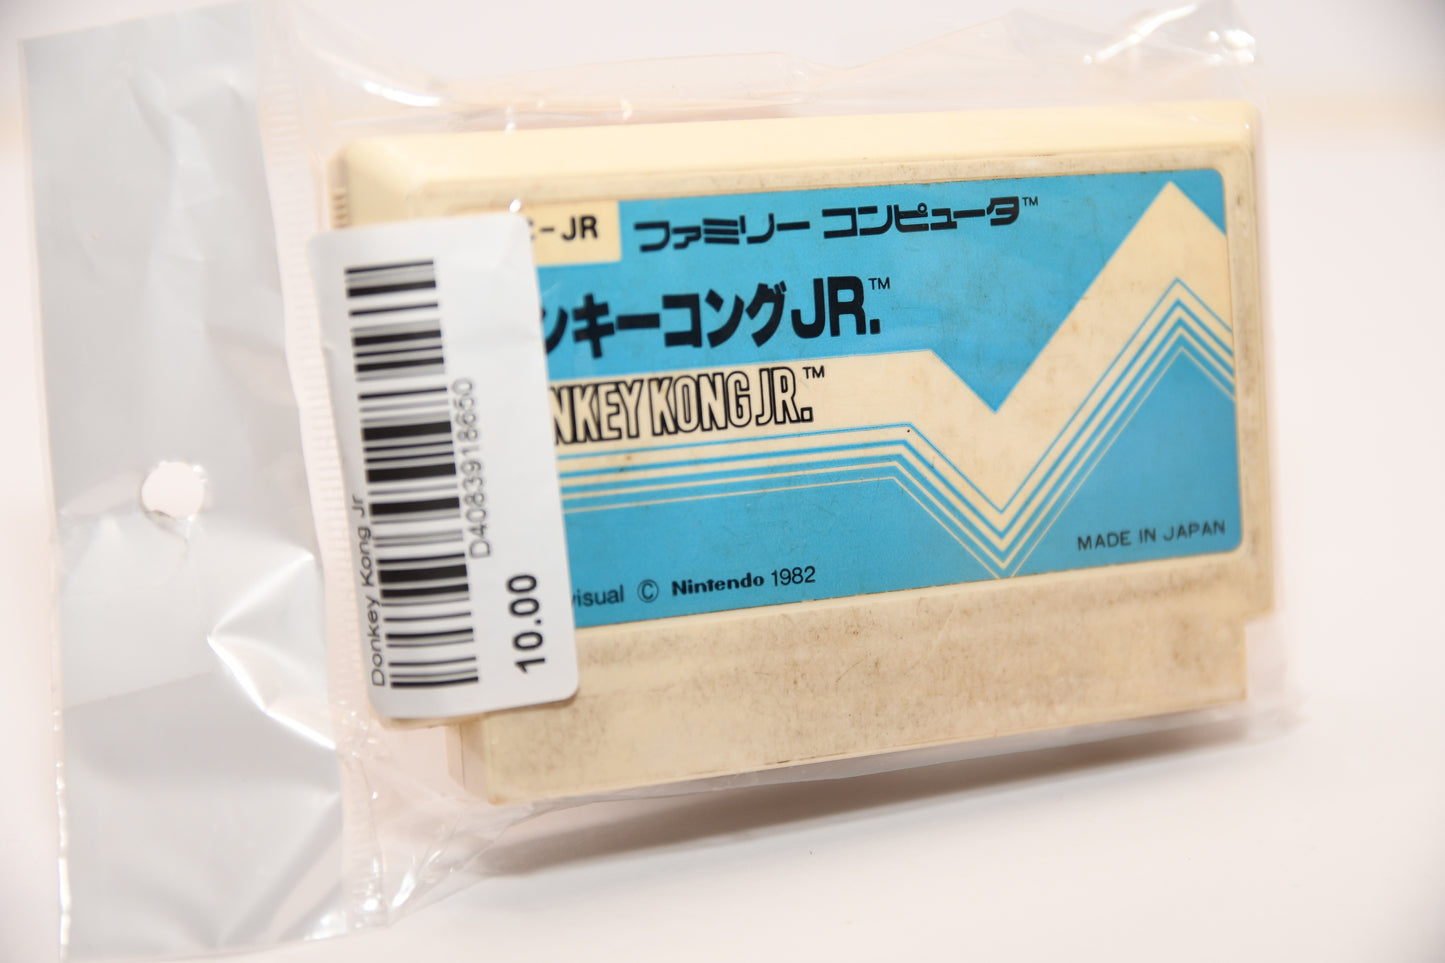 Donkey Kong Jr
D40839118650
10.00
-JR
ファミリー コンピュータ™
ンキーコングJR.™
NKEY KONG JR.™
MADE IN JAPAN
visual © Nintendo 1982